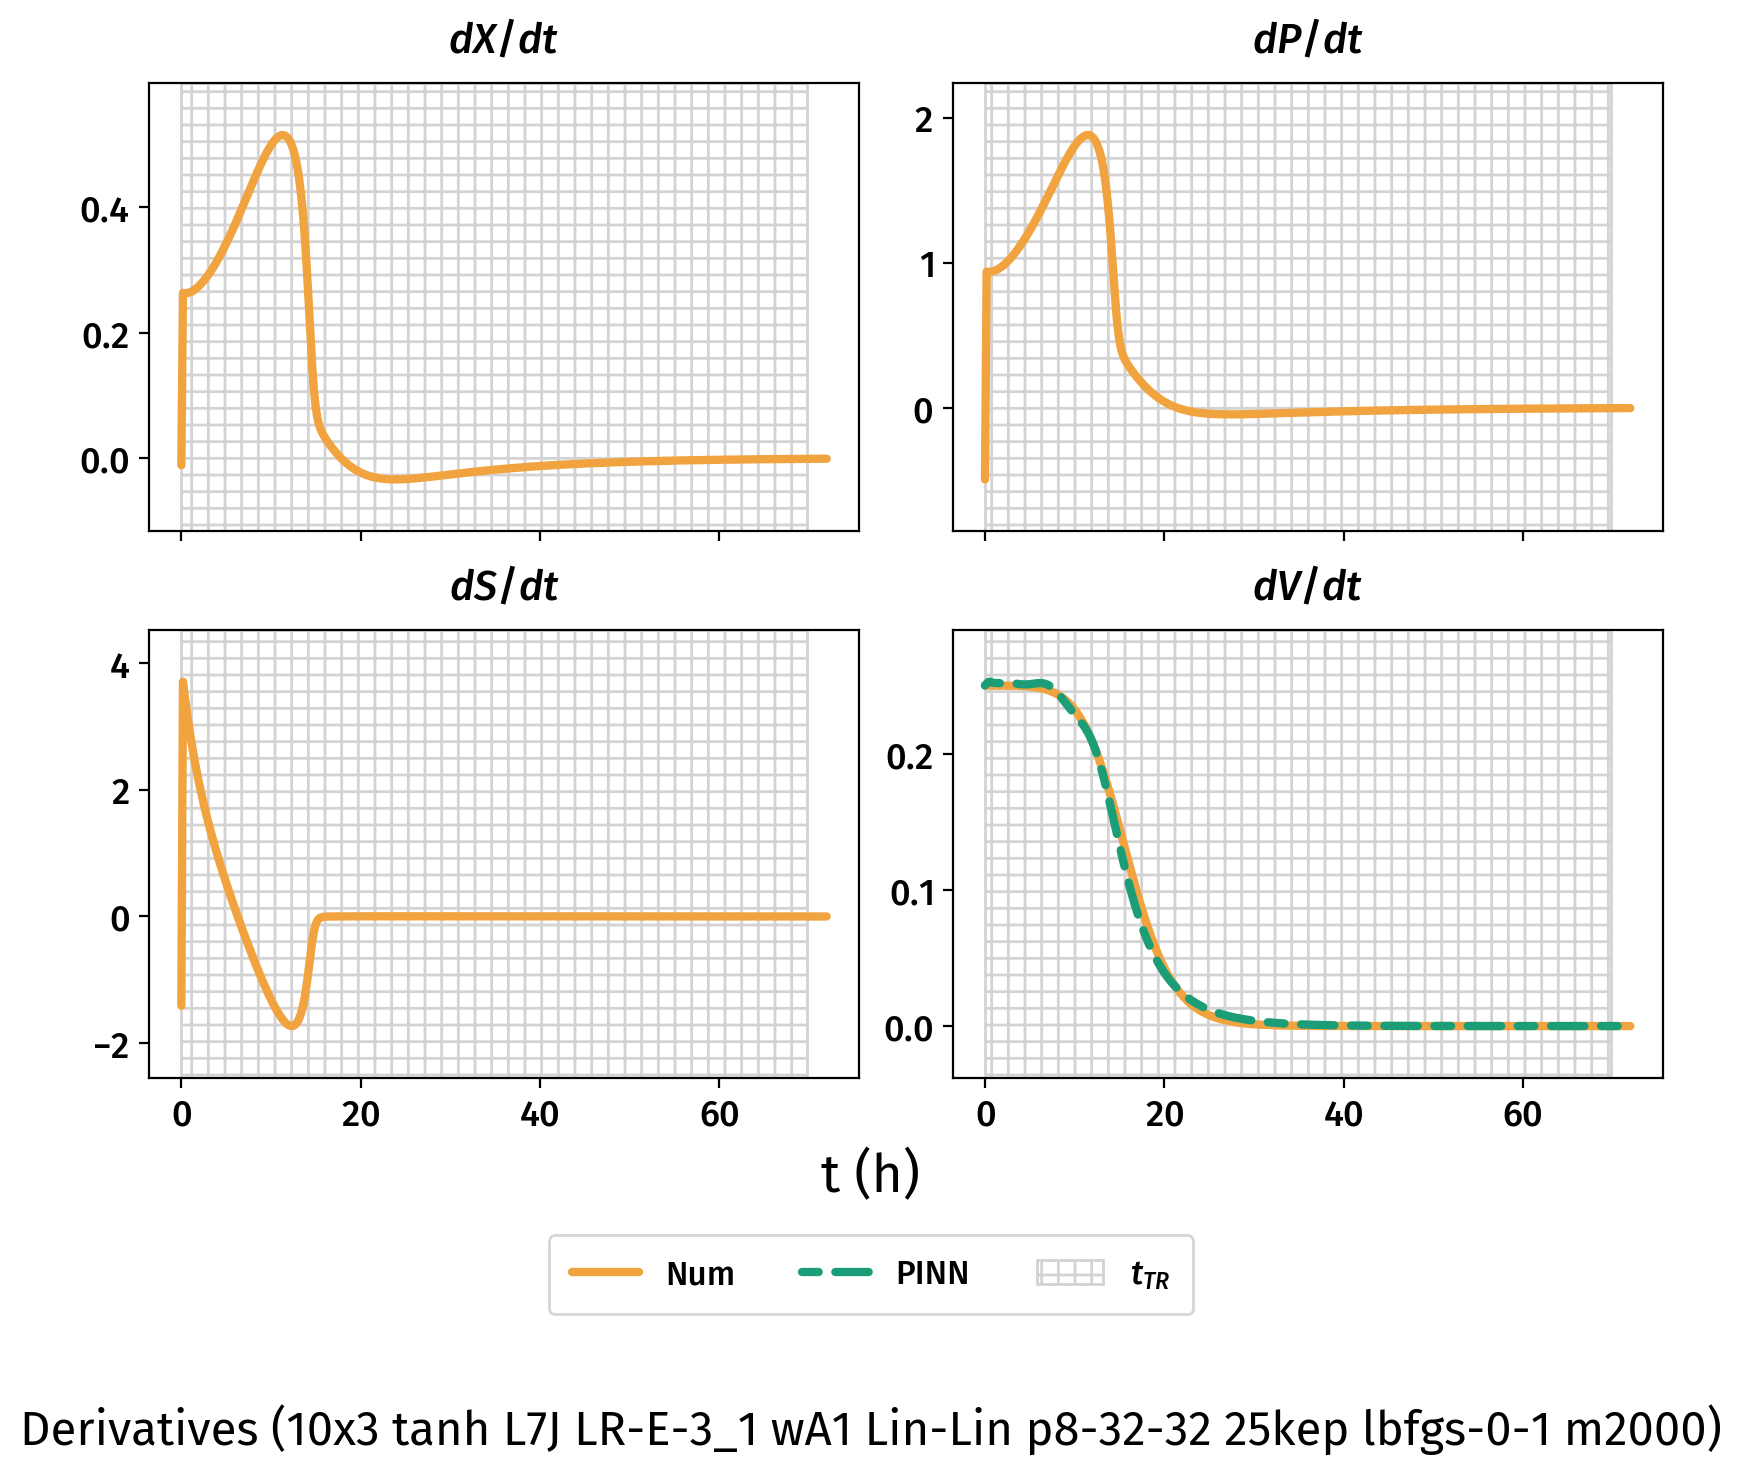 dX/dt
dP/dt
0.4
0.2
0.0
2
1
0
dS/dt
dV/dt
4
2
0
−2
0.2
0.1
0.0
0 20 40 60
0 20 40 60
t (h)
Num PINN tTR
Derivatives (10x3 tanh L7J LR-E-3_1 wA1 Lin-Lin p8-32-32 25kep lbfgs-0-1 m2000)